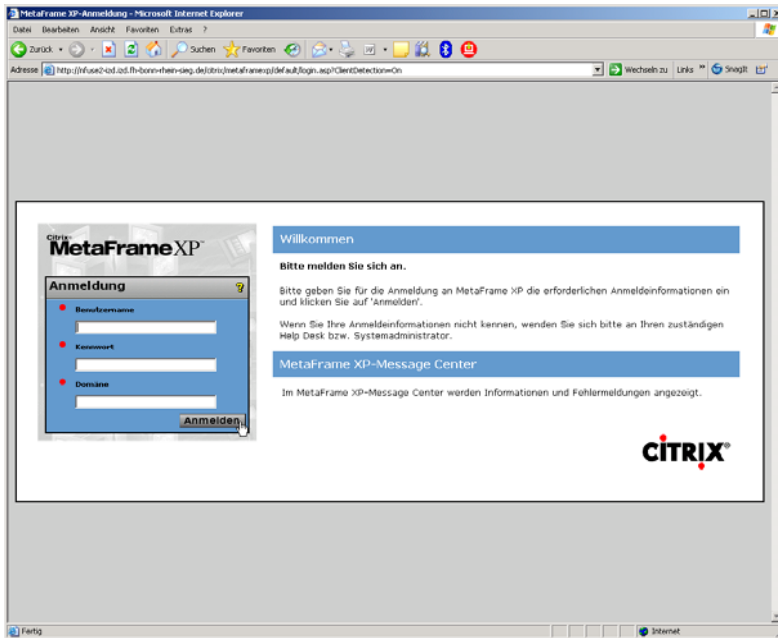 MetaFrame XP-Anmeldung - Microsoft Internet Explorer
Datei Bearbeiten Ansicht Favoriten Extras ?
Zurück Suchen Favoriten
Adresse http://nfuse2-izd.izd.fh-bonn-rhein-sieg.de/citrix/metaframexp/default/login.asp?ClientDetection=On Wechseln zu Links » SnagIt
Citrix
MetaFrame XP
Anmeldung ?
Benutzername
Kennwort
Domäne
Anmelden
Willkommen
Bitte melden Sie sich an.
Bitte geben Sie für die Anmeldung an MetaFrame XP die erforderlichen Anmeldeinformationen ein
und klicken Sie auf 'Anmelden'.
Wenn Sie Ihre Anmeldeinformationen nicht kennen, wenden Sie sich bitte an Ihren zuständigen
Help Desk bzw. Systemadministrator.
MetaFrame XP-Message Center
Im MetaFrame XP-Message Center werden Informationen und Fehlermeldungen angezeigt.
CITRIX®
Fertig Internet